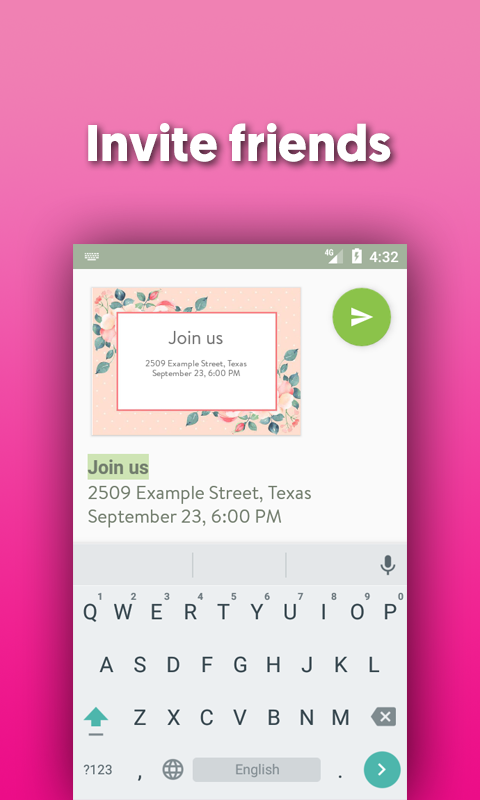 Invite friends
4G 4:32
Join us
2509 Example Street, Texas
September 23, 6:00 PM
Join us
2509 Example Street, Texas
September 23, 6:00 PM
1 2 3 4 5 6 7 8 9 0
Q W E R T Y U I O P
A S D F G H J K L
Z X C V B N M
?123 , English .